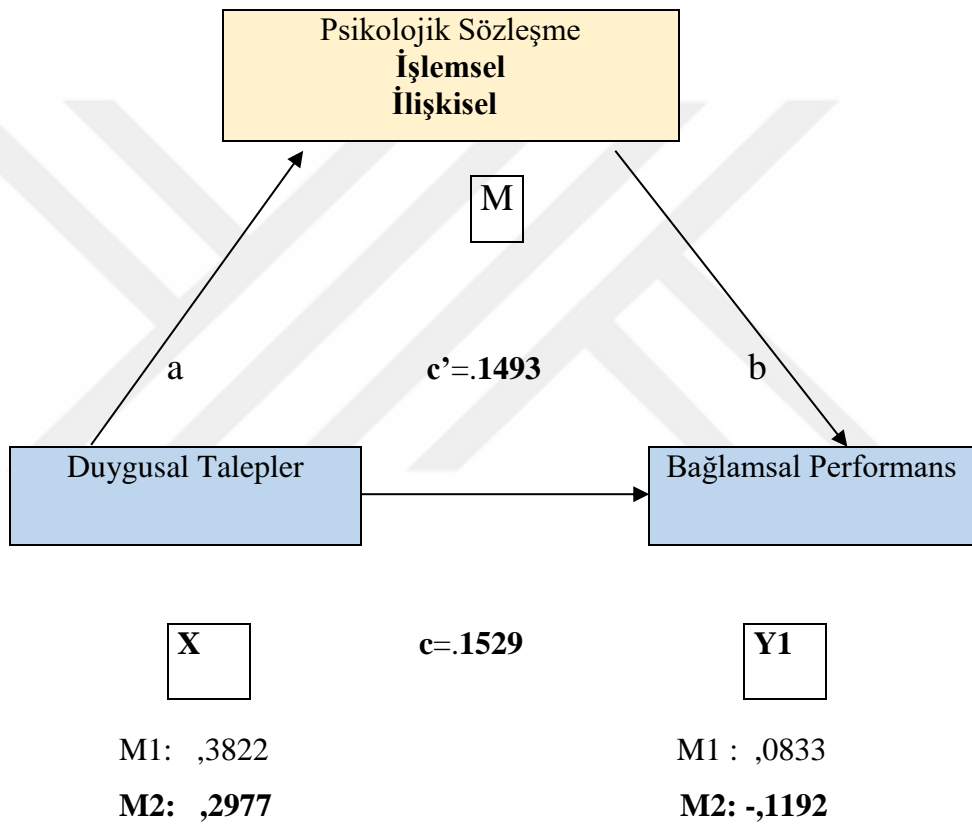 Psikolojik Sözleşme
İşlemsel
İlişkisel
M
a
c’=.1493
b
Duygusal Talepler
Bağlamsal Performans
X
c=.1529
Y1
M1: ,3822
M1 : ,0833
M2: ,2977
M2: -,1192